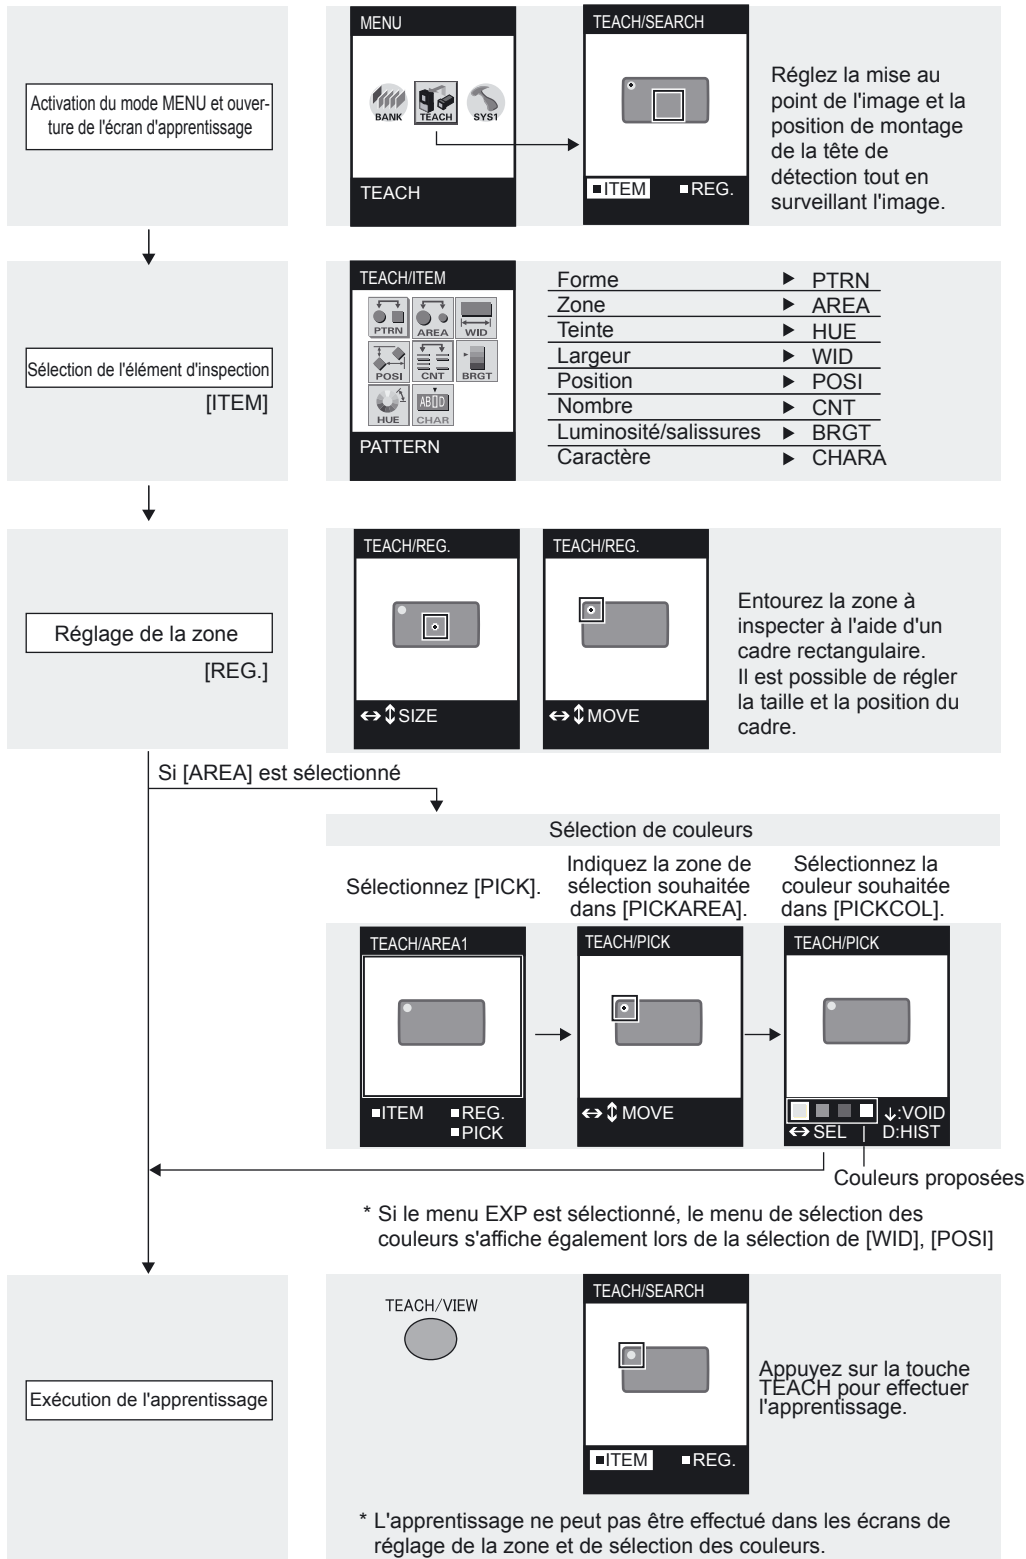 MENU
BANK
TEACH
SYS1
TEACH
TEACH/SEARCH
■ITEM ■REG.
Activation du mode MENU et ouver-
ture de l'écran d'apprentissage
Réglez la mise au
point de l'image et la
position de montage
de la tête de
détection tout en
surveillant l'image.
Sélection de l'élément d'inspection
[ITEM]
TEACH/ITEM
PTRN AREA WID
POSI CNT BRGT
HUE CHAR
PATTERN
Forme ► PTRN
Zone ► AREA
Teinte ► HUE
Largeur ► WID
Position ► POSI
Nombre ► CNT
Luminosité/salissures ► BRGT
Caractère ► CHARA
Réglage de la zone
[REG.]
TEACH/REG.
↔↕SIZE
TEACH/REG.
↔↕MOVE
Entourez la zone à
inspecter à l'aide d'un
cadre rectangulaire.
Il est possible de régler
la taille et la position du
cadre.
Si [AREA] est sélectionné
Sélection de couleurs
Sélectionnez [PICK].
Indiquez la zone de
sélection souhaitée
dans [PICKAREA].
Sélectionnez la
couleur souhaitée
dans [PICKCOL].
TEACH/AREA1
■ITEM ■REG.
■PICK
TEACH/PICK
↔↕MOVE
TEACH/PICK
↓:VOID
↔SEL D:HIST
Couleurs proposées
* Si le menu EXP est sélectionné, le menu de sélection des
couleurs s'affiche également lors de la sélection de [WID], [POSI]
Exécution de l'apprentissage
TEACH/VIEW
TEACH/SEARCH
■ITEM ■REG.
Appuyez sur la touche
TEACH pour effectuer
l'apprentissage.
* L'apprentissage ne peut pas être effectué dans les écrans de
réglage de la zone et de sélection des couleurs.